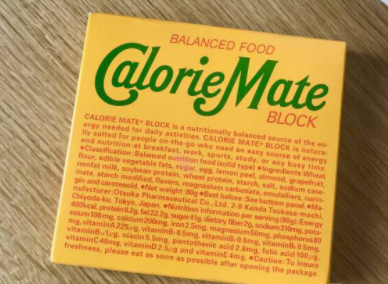 BALANCED FOOD
CalorieMate
BLOCK
CALORIE MATE® BLOCK is a nutritionally balanced source of the en-
ergy needed for daily activities. CALORIE MATE® BLOCK is natura-
lly suited for people on-the-go who need an easy source of energy
and nutrition-at breakfast, work, sports, study, or any busy time.
●Classification: Balanced nutrition food (solid type) ●Ingredients: Wheat
flour, edible vegetable fats, sugar, egg, lemon peel, almond, grapefruit,
nonfat milk, soybean protein, wheat protein, starch, salt, sodium case-
inate, starch modified, flavors, magnesium carbonate, emulsifiers, narin-
gin and carotenoid. ●Net weight: 80g ●Best before: See bottom panel. ●Ma-
nufacturer: Otsuka Pharmaceutical Co., Ltd. 2-9 Kanda Tsukasa-machi,
Chiyoda-ku, Tokyo, Japan. ●Nutrition information per serving (80g): Energy
400kcal, protein 8.2g, fat 22.2g, sugar 41g, dietary fiber 2g, sodium 310mg, pota-
ssium 100mg, calcium 200mg, iron 2.5mg, magnesium 50mg, phosphorus 80
mg, vitamin A 225μg, vitamin B₁ 0.5mg, vitamin B₂ 0.6mg, vitamin B₆ 0.5mg,
vitamin B₁₂ 1μg, niacin 5.5mg, pantothenic acid 2.9mg, folic acid 100μg,
vitamin C 40mg, vitamin D 2.5μg and vitamin E 4mg. ●Caution: To insure
freshness, please eat as soon as possible after opening the package.